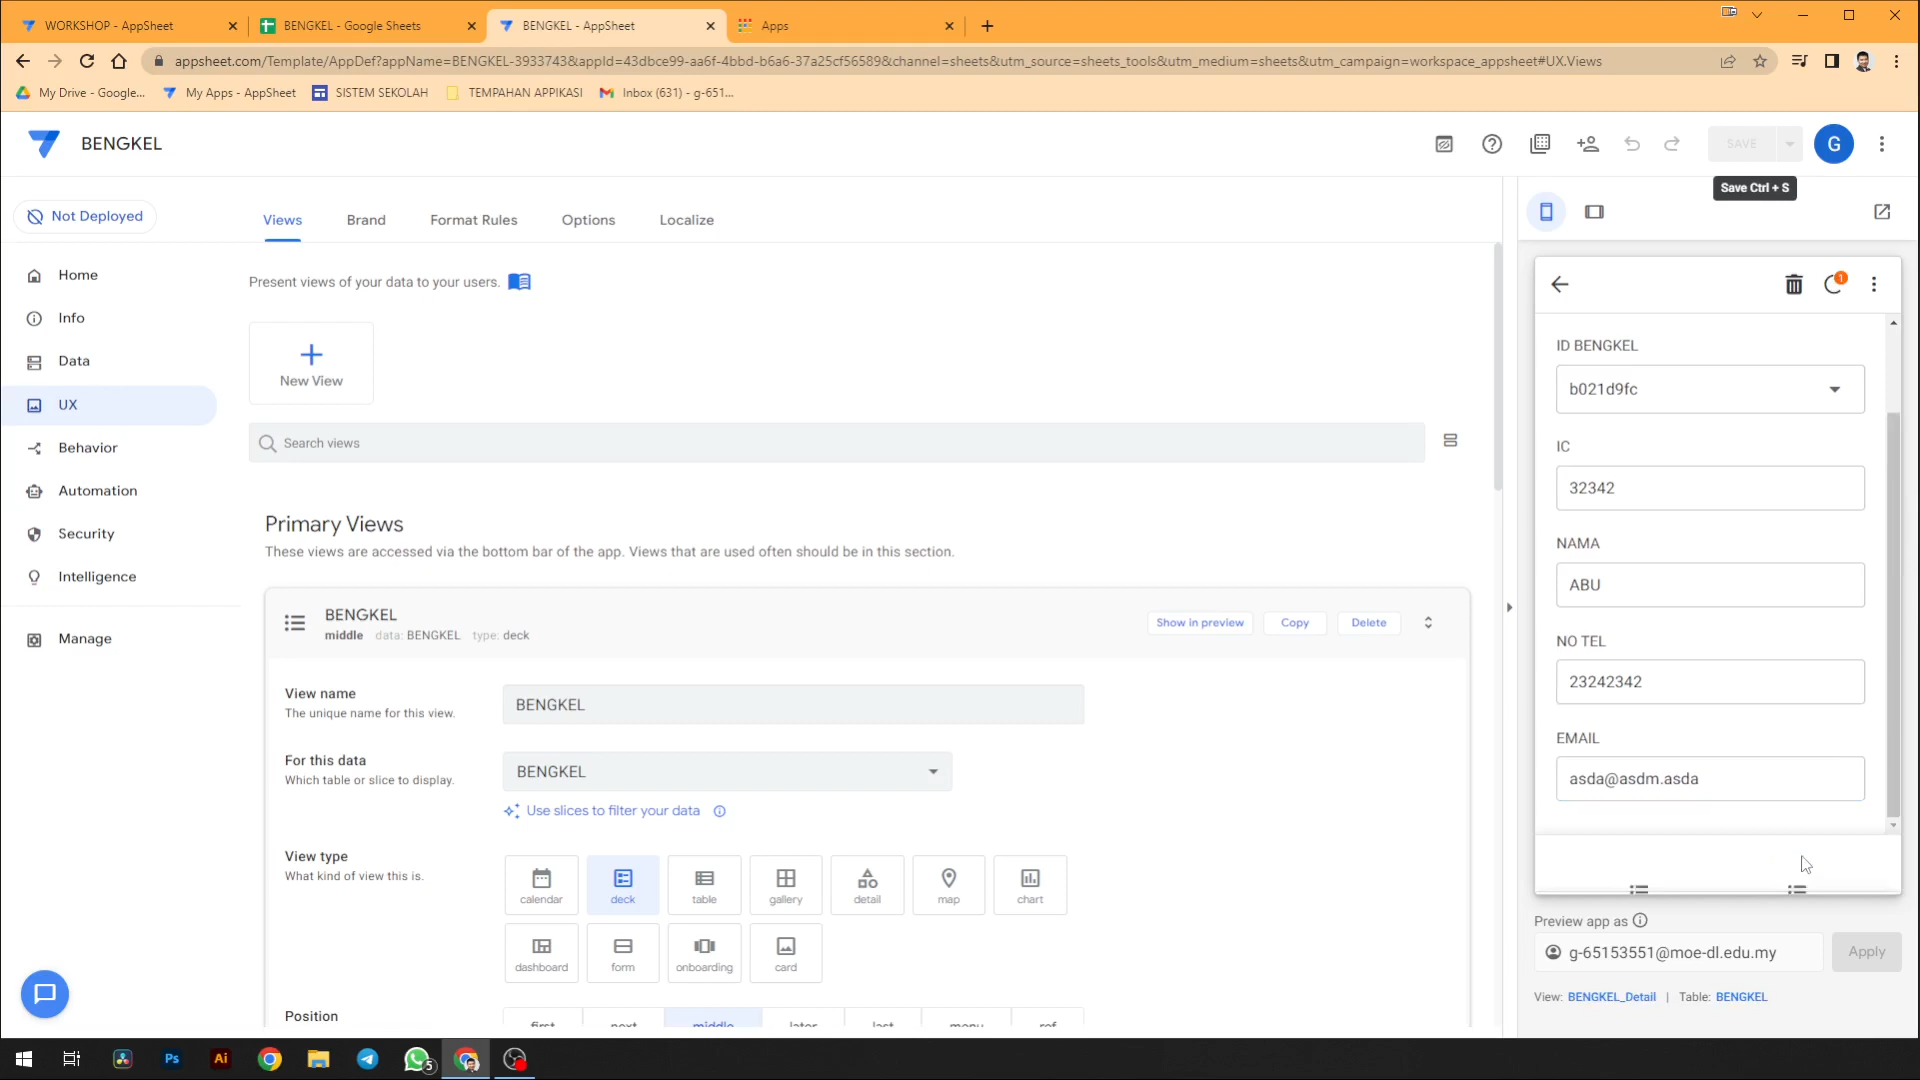 WORKSHOP - AppSheet
BENGKEL - Google Sheets
BENGKEL - AppSheet
Apps
appsheet.com/Template/AppDef?appName=BENGKEL-3933743&appId=43dbce99-aa6f-4bbd-b6a6-37a25cf56589&channel=sheets&utm_source=sheets_tools&utm_medium=sheets&utm_campaign=workspace_appsheet#UX.Views
My Drive - Google...
My Apps - AppSheet
SISTEM SEKOLAH
TEMPAHAN APPIKASI
Inbox (631) - g-651...
BENGKEL
SAVE
G
Save Ctrl + S
Not Deployed
Views
Brand
Format Rules
Options
Localize
Home
Info
Data
UX
Behavior
Automation
Security
Intelligence
Manage
Present views of your data to your users.
New View
Search views
Primary Views
These views are accessed via the bottom bar of the app. Views that are used often should be in this section.
BENGKEL
middle data: BENGKEL type: deck
Show in preview
Copy
Delete
View name
The unique name for this view.
BENGKEL
For this data
Which table or slice to display.
BENGKEL
Use slices to filter your data
View type
What kind of view this is.
calendar
deck
table
gallery
detail
map
chart
dashboard
form
onboarding
card
Position
first
next
middle
later
last
menu
ref
1
ID BENGKEL
b021d9fc
IC
32342
NAMA
ABU
NO TEL
23242342
EMAIL
asda@asdm.asda
Preview app as
g-65153551@moe-dl.edu.my
Apply
View: BENGKEL_Detail | Table: BENGKEL
Ps
Ai
5